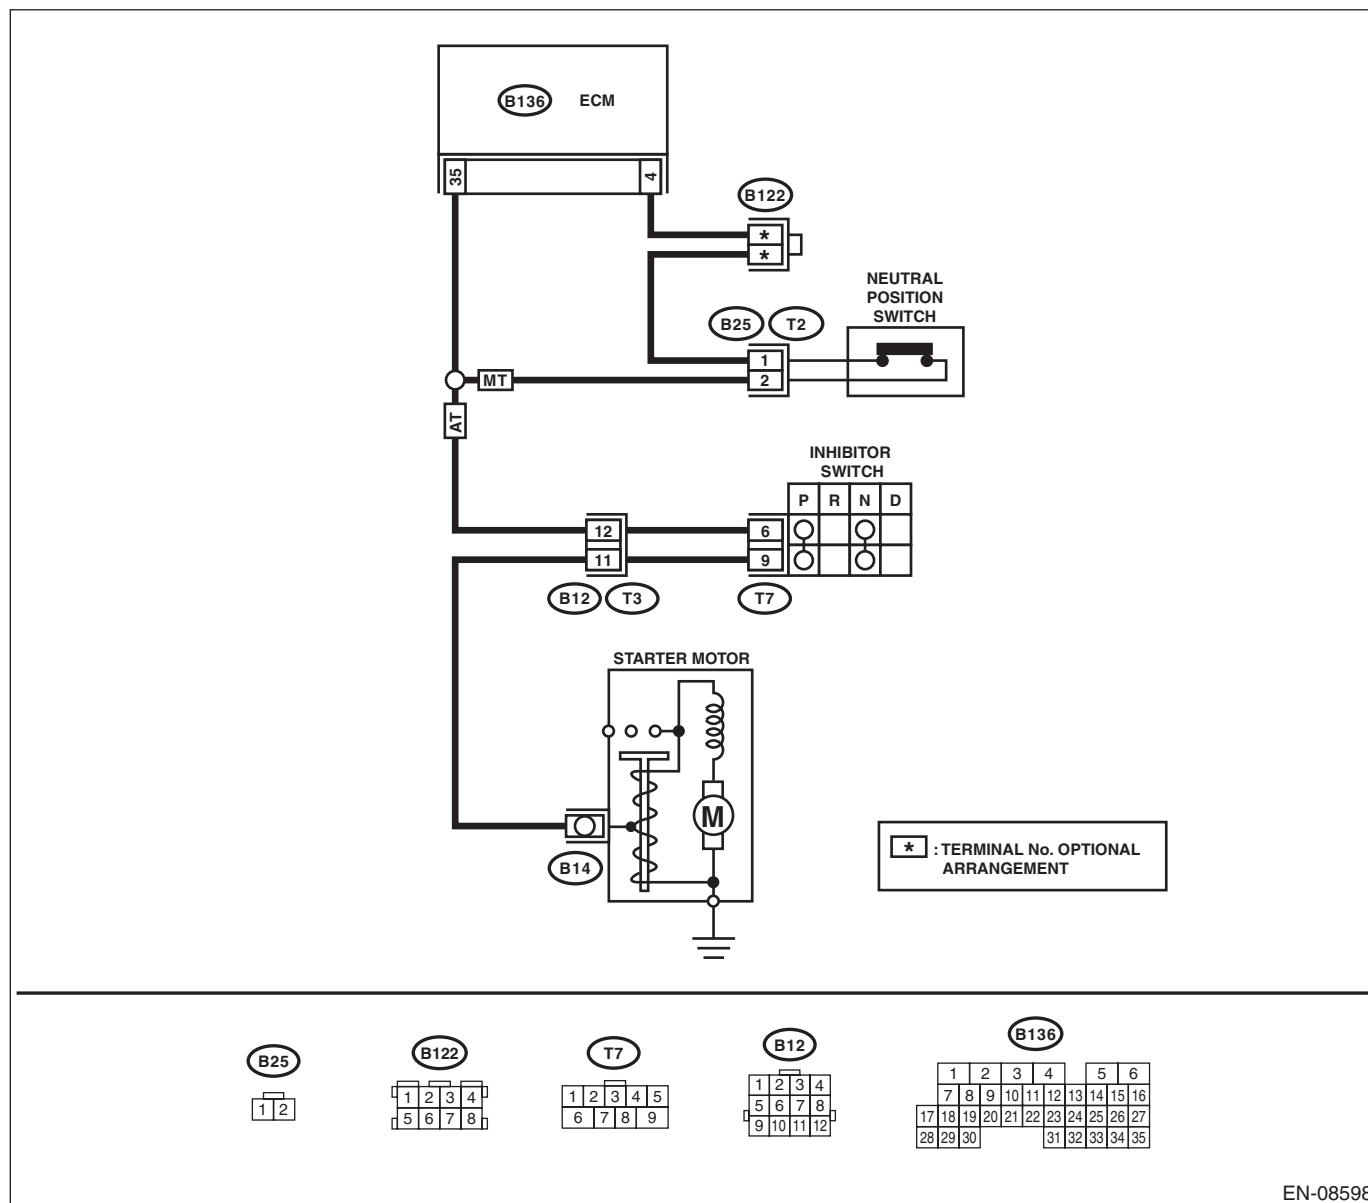 B136 ECM
35 4
B122
*
*
NEUTRAL
POSITION
SWITCH
B25 T2
1
2
MT
AT
INHIBITOR
SWITCH
P R N D
12 6
11 9
B12 T3 T7
STARTER MOTOR
M
B14
* : TERMINAL No. OPTIONAL
ARRANGEMENT
B25
1 2
B122
1 2 3 4
5 6 7 8
T7
1 2 3 4 5
6 7 8 9
B12
1 2 3 4
5 6 7 8
9 10 11 12
B136
1 2 3 4 5 6
7 8 9 10 11 12 13 14 15 16
17 18 19 20 21 22 23 24 25 26 27
28 29 30 31 32 33 34 35
EN-08598